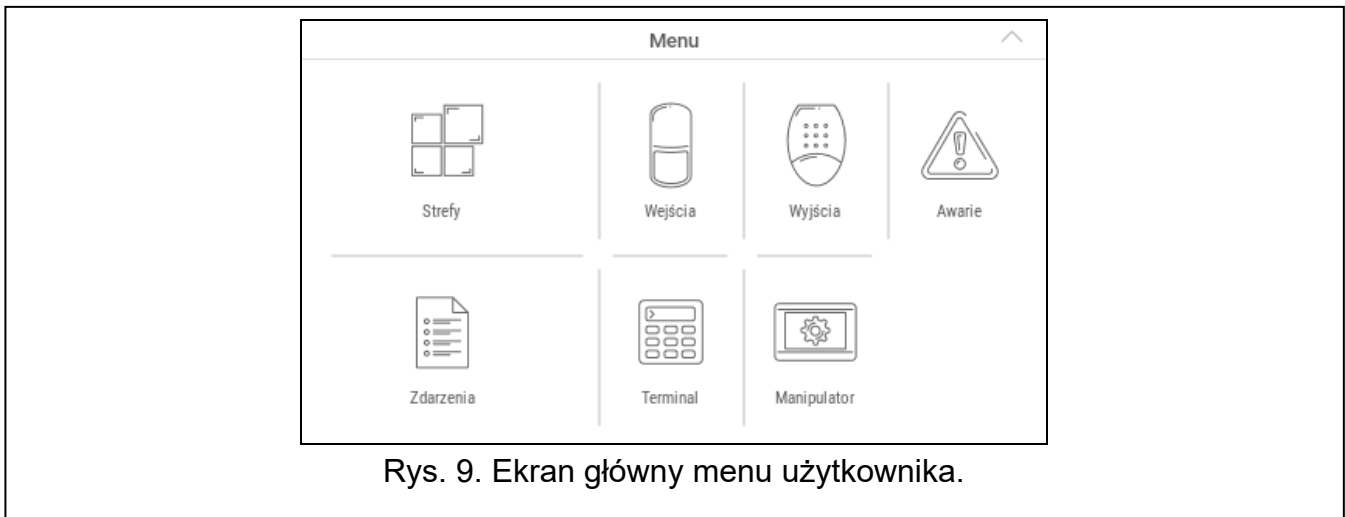 Menu
Strefy
Wejścia
Wyjścia
Awarie
Zdarzenia
Terminal
Manipulator
Rys. 9. Ekran główny menu użytkownika.